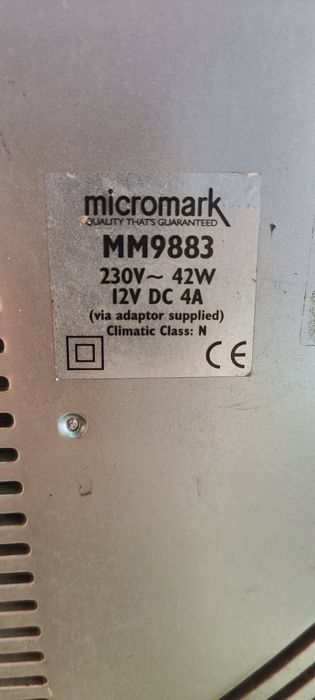 micromark
QUALITY THAT'S GUARANTEED
MM9883
230V~ 42W
12V DC 4A
(via adaptor supplied)
Climatic Class: N
CE